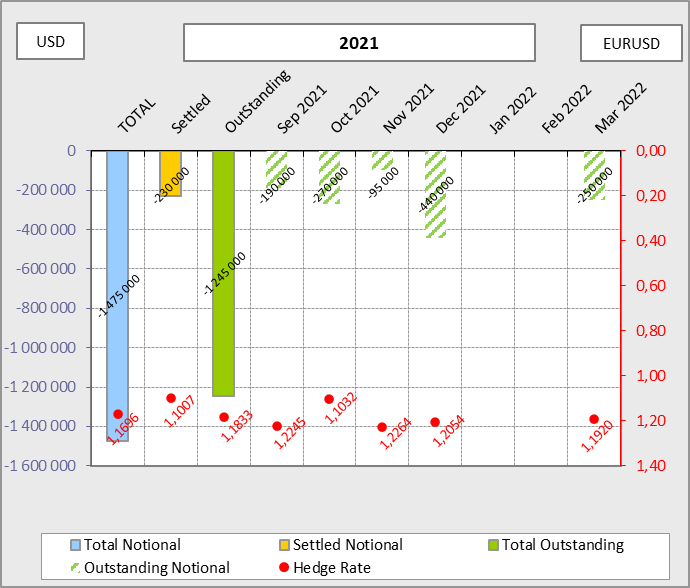 USD
2021
EURUSD
TOTAL
Settled
OutStanding
Sep 2021
Oct 2021
Nov 2021
Dec 2021
Jan 2022
Feb 2022
Mar 2022
0
-200 000
-400 000
-600 000
-800 000
-1 000 000
-1 200 000
-1 400 000
-1 600 000
0,00
0,20
0,40
0,60
0,80
1,00
1,20
1,40
-1 475 000
-230 000
-1 245 000
-190 000
-270 000
-95 000
-440 000
-250 000
1,1696
1,1007
1,1833
1,2245
1,1032
1,2264
1,2054
1,1920
Total Notional
Settled Notional
Total Outstanding
Outstanding Notional
Hedge Rate